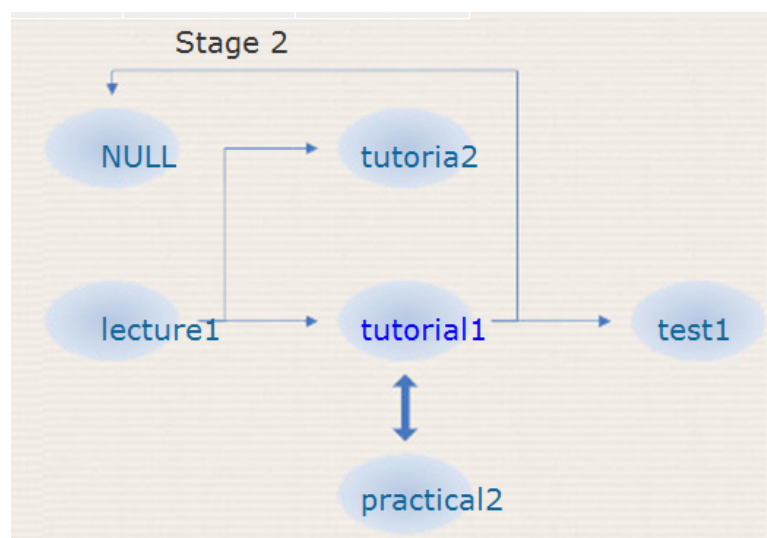 Stage 2
NULL
tutoria2
lecture1
tutorial1
test1
practical2